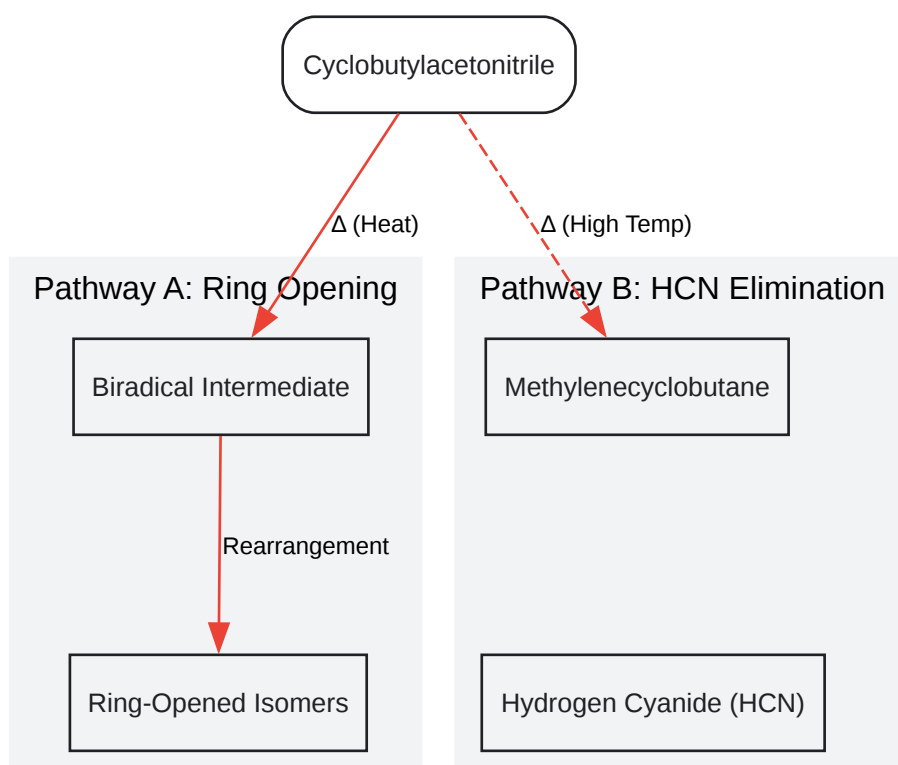 Cyclobutylacetonitrile
Δ (Heat)
Δ (High Temp)
Pathway A: Ring Opening
Pathway B: HCN Elimination
Biradical Intermediate
Methylenecyclobutane
Rearrangement
Ring-Opened Isomers
Hydrogen Cyanide (HCN)